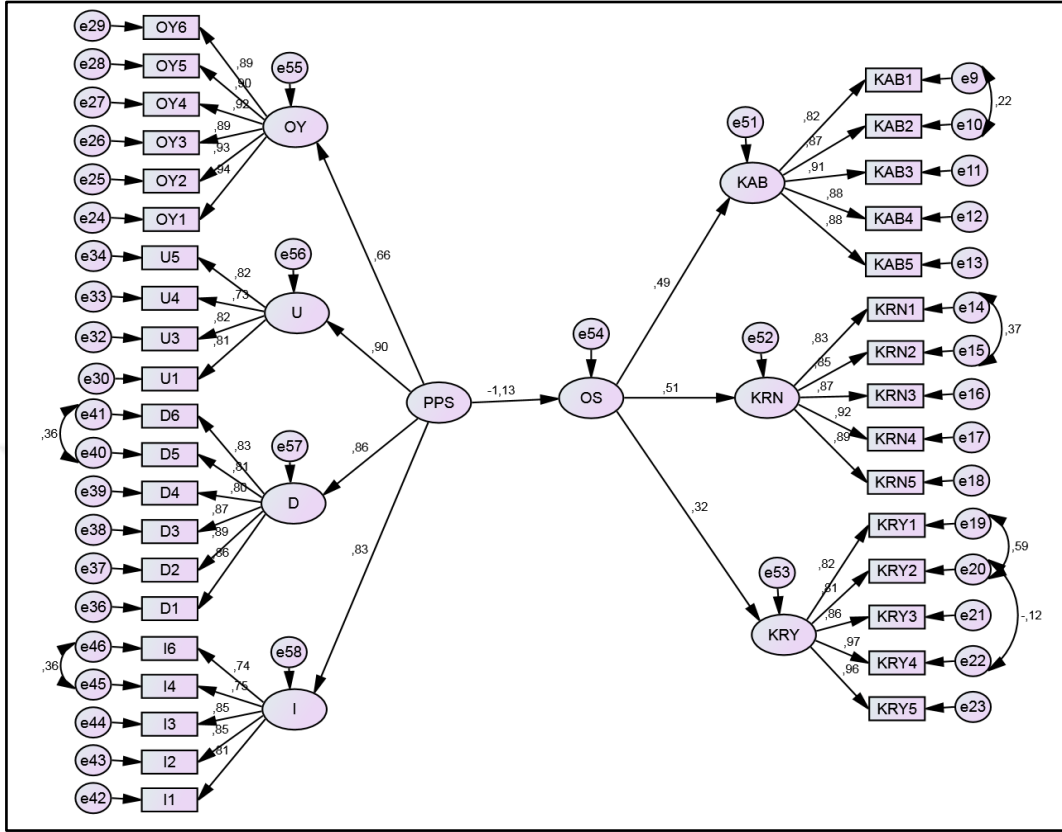 e29 OY6
e28 OY5
e27 OY4
e26 OY3
e25 OY2
e24 OY1
,89
,90
,92
,89
,93
,94
e55
OY
e34 U5
e33 U4
e32 U3
e30 U1
,82
,73
,82
,81
e56
U
e41 D6
e40 D5
e39 D4
e38 D3
e37 D2
e36 D1
,36
,83
,81
,80
,87
,89
,86
e57
D
e46 I6
e45 I4
e44 I3
e43 I2
e42 I1
,36
,74
,75
,85
,85
,81
e58
I
,66
,90
,86
,83
PPS
-1,13
e54
OS
,49
,51
,32
e51
KAB
,82
,87
,91
,88
,88
KAB1 e9
KAB2 e10
KAB3 e11
KAB4 e12
KAB5 e13
,22
e52
KRN
,83
,85
,87
,92
,89
KRN1 e14
KRN2 e15
KRN3 e16
KRN4 e17
KRN5 e18
,37
e53
KRY
,82
,81
,86
,97
,96
KRY1 e19
KRY2 e20
KRY3 e21
KRY4 e22
KRY5 e23
,59
-,12